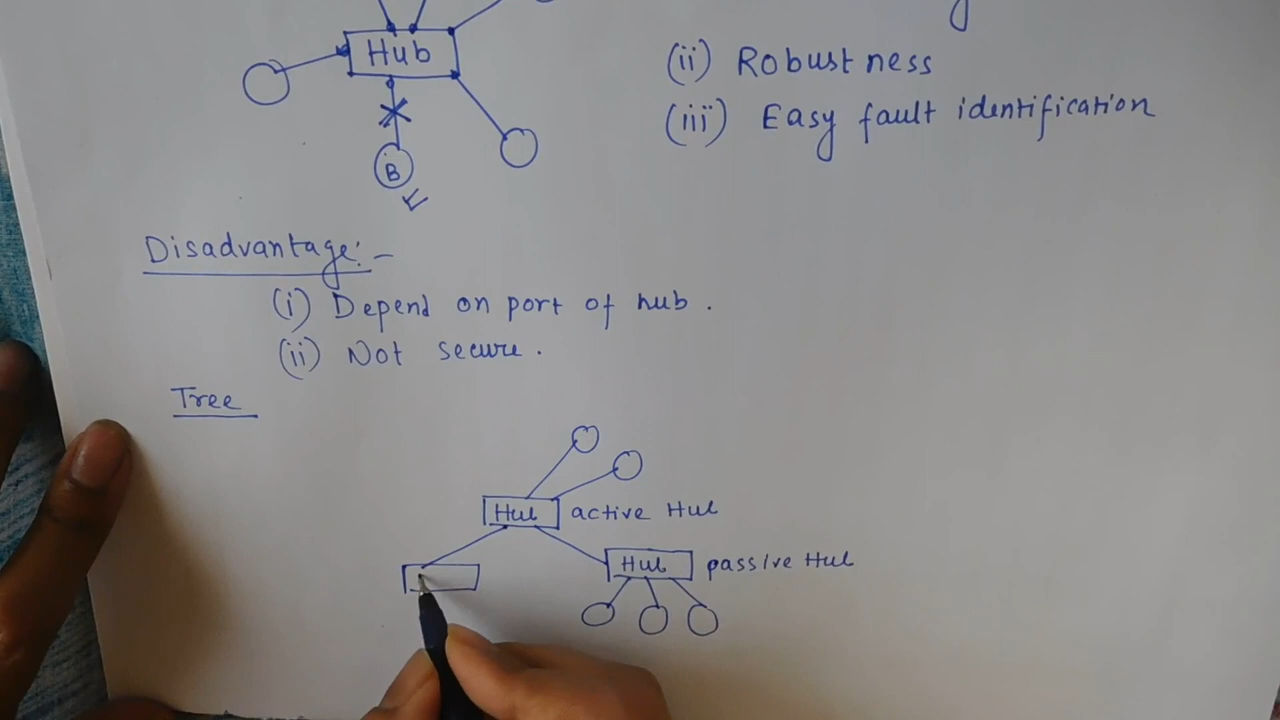 Hub
(ii) Robustness
(iii) Easy fault identification
B
Disadvantage:-
(i) Depend on port of hub.
(ii) Not secure.
Tree
Hub active Hub
Hub passive Hub